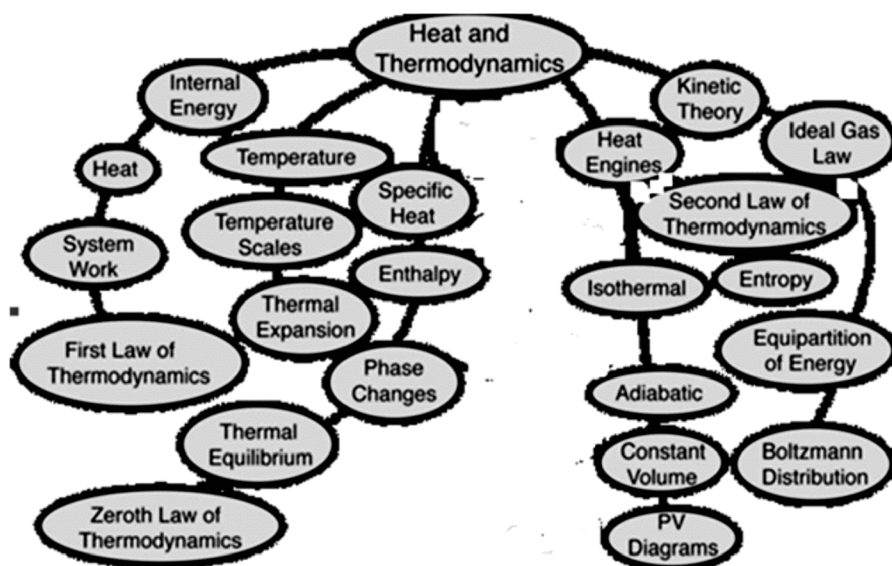 Heat and
Thermodynamics
Internal
Energy
Kinetic
Theory
Ideal Gas
Law
Heat
Temperature
Heat
Engines
Specific
Heat
Second Law of
Thermodynamics
System
Work
Temperature
Scales
Enthalpy
Isothermal
Entropy
Thermal
Expansion
First Law of
Thermodynamics
Equipartition
of Energy
Phase
Changes
Adiabatic
Thermal
Equilibrium
Constant
Volume
Boltzmann
Distribution
Zeroth Law of
Thermodynamics
PV
Diagrams